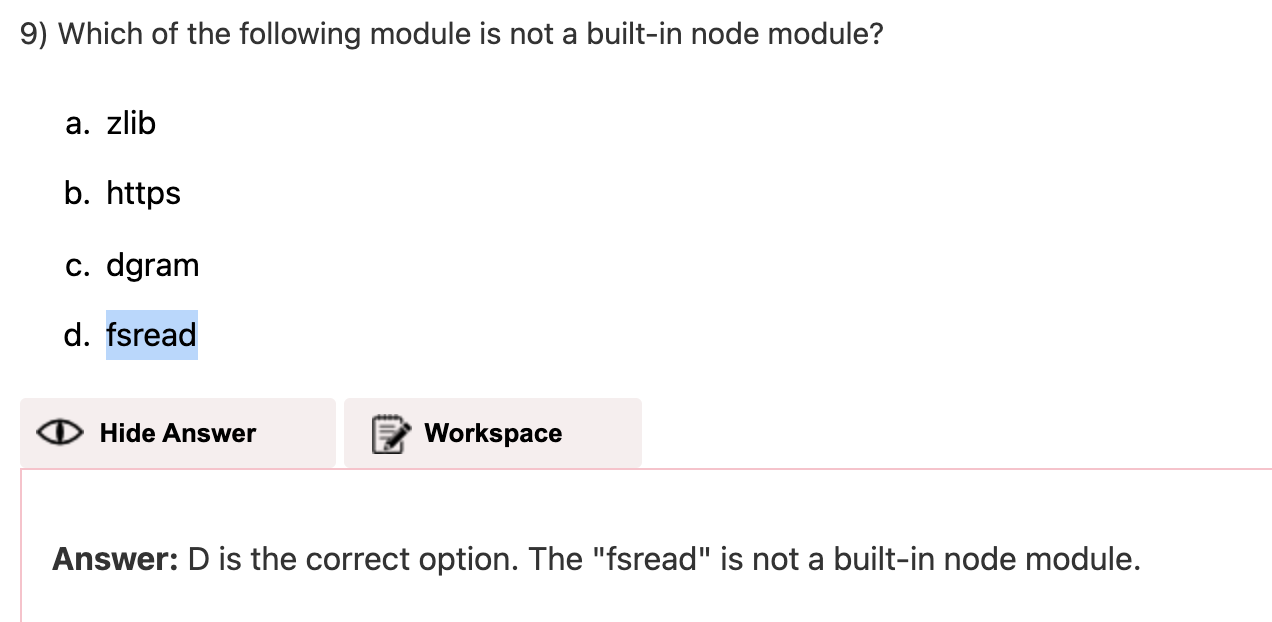 9) Which of the following module is not a built-in node module?
a. zlib
b. https
c. dgram
d. fsread
Hide Answer
Workspace
Answer: D is the correct option. The "fsread" is not a built-in node module.